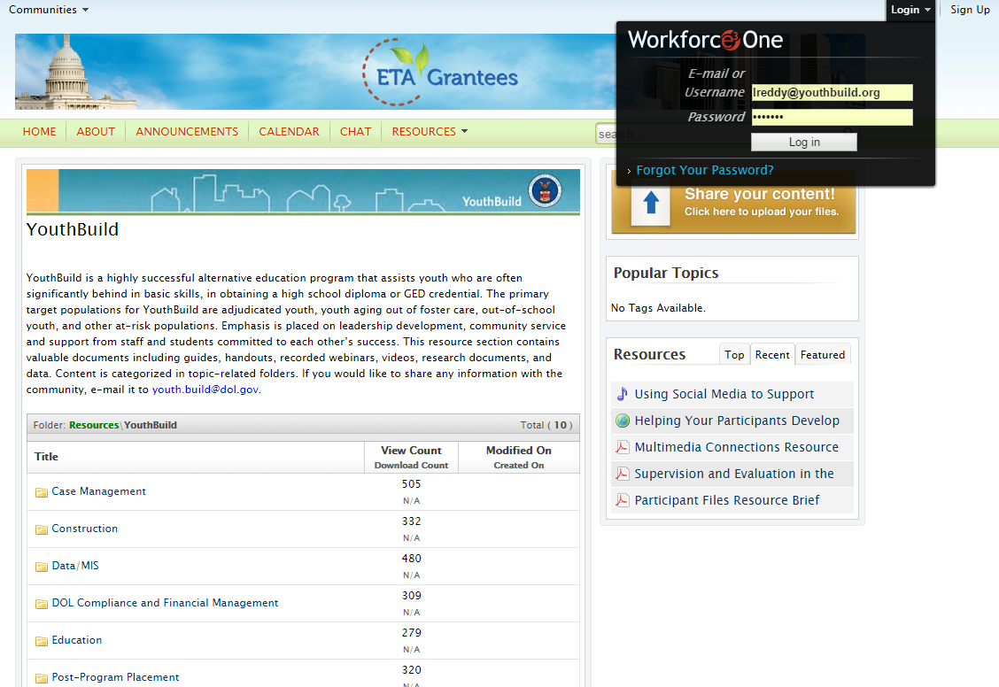 Communities
Login
Sign Up
Workforce3One
E-mail or
Username lreddy@youthbuild.org
Password •••••••
Log in
Forgot Your Password?
ETA Grantees
HOME ABOUT ANNOUNCEMENTS CALENDAR CHAT RESOURCES
search
YouthBuild
YouthBuild
YouthBuild is a highly successful alternative education program that assists youth who are often
significantly behind in basic skills, in obtaining a high school diploma or GED credential. The primary
target populations for YouthBuild are adjudicated youth, youth aging out of foster care, out-of-school
youth, and other at-risk populations. Emphasis is placed on leadership development, community service
and support from staff and students committed to each other's success. This resource section contains
valuable documents including guides, handouts, recorded webinars, videos, research documents, and
data. Content is categorized in topic-related folders. If you would like to share any information with the
community, e-mail it to youth.build@dol.gov.
Folder: Resources\YouthBuild Total ( 10 )
Title View Count Modified On
Download Count Created On
Case Management 505
N/A
Construction 332
N/A
Data/MIS 480
N/A
DOL Compliance and Financial Management 309
N/A
Education 279
N/A
Post-Program Placement 320
N/A
Share your content!
Click here to upload your files.
Popular Topics
No Tags Available.
Resources Top Recent Featured
Using Social Media to Support
Helping Your Participants Develop
Multimedia Connections Resource
Supervision and Evaluation in the
Participant Files Resource Brief